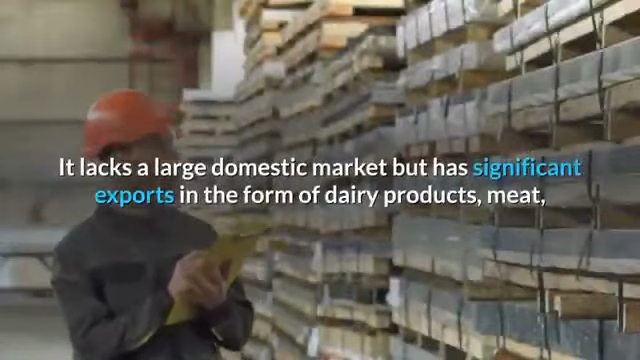 It lacks a large domestic market but has significant
exports in the form of dairy products, meat,